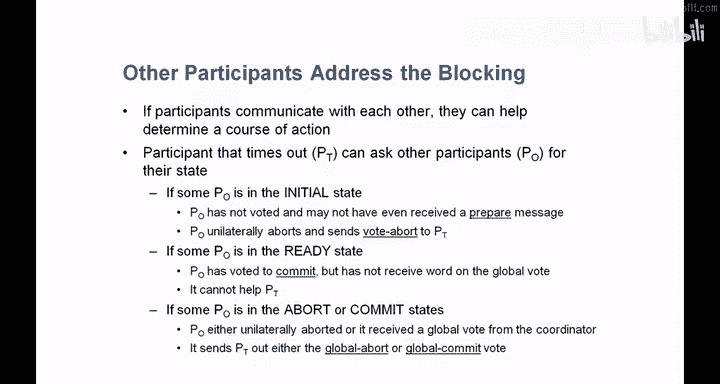 bilibili
Other Participants Address the Blocking
• If participants communicate with each other, they can help
determine a course of action
• Participant that times out (PT) can ask other participants (PO) for
their state
– If some PO is in the INITIAL state
• PO has not voted and may not have even received a prepare message
• PO unilaterally aborts and sends vote-abort to PT
– If some PO is in the READY state
• PO has voted to commit, but has not receive word on the global vote
• It cannot help PT
– If some PO is in the ABORT or COMMIT states
• PO either unilaterally aborted or it received a global vote from the coordinator
• It sends PT out either the global-abort or global-commit vote